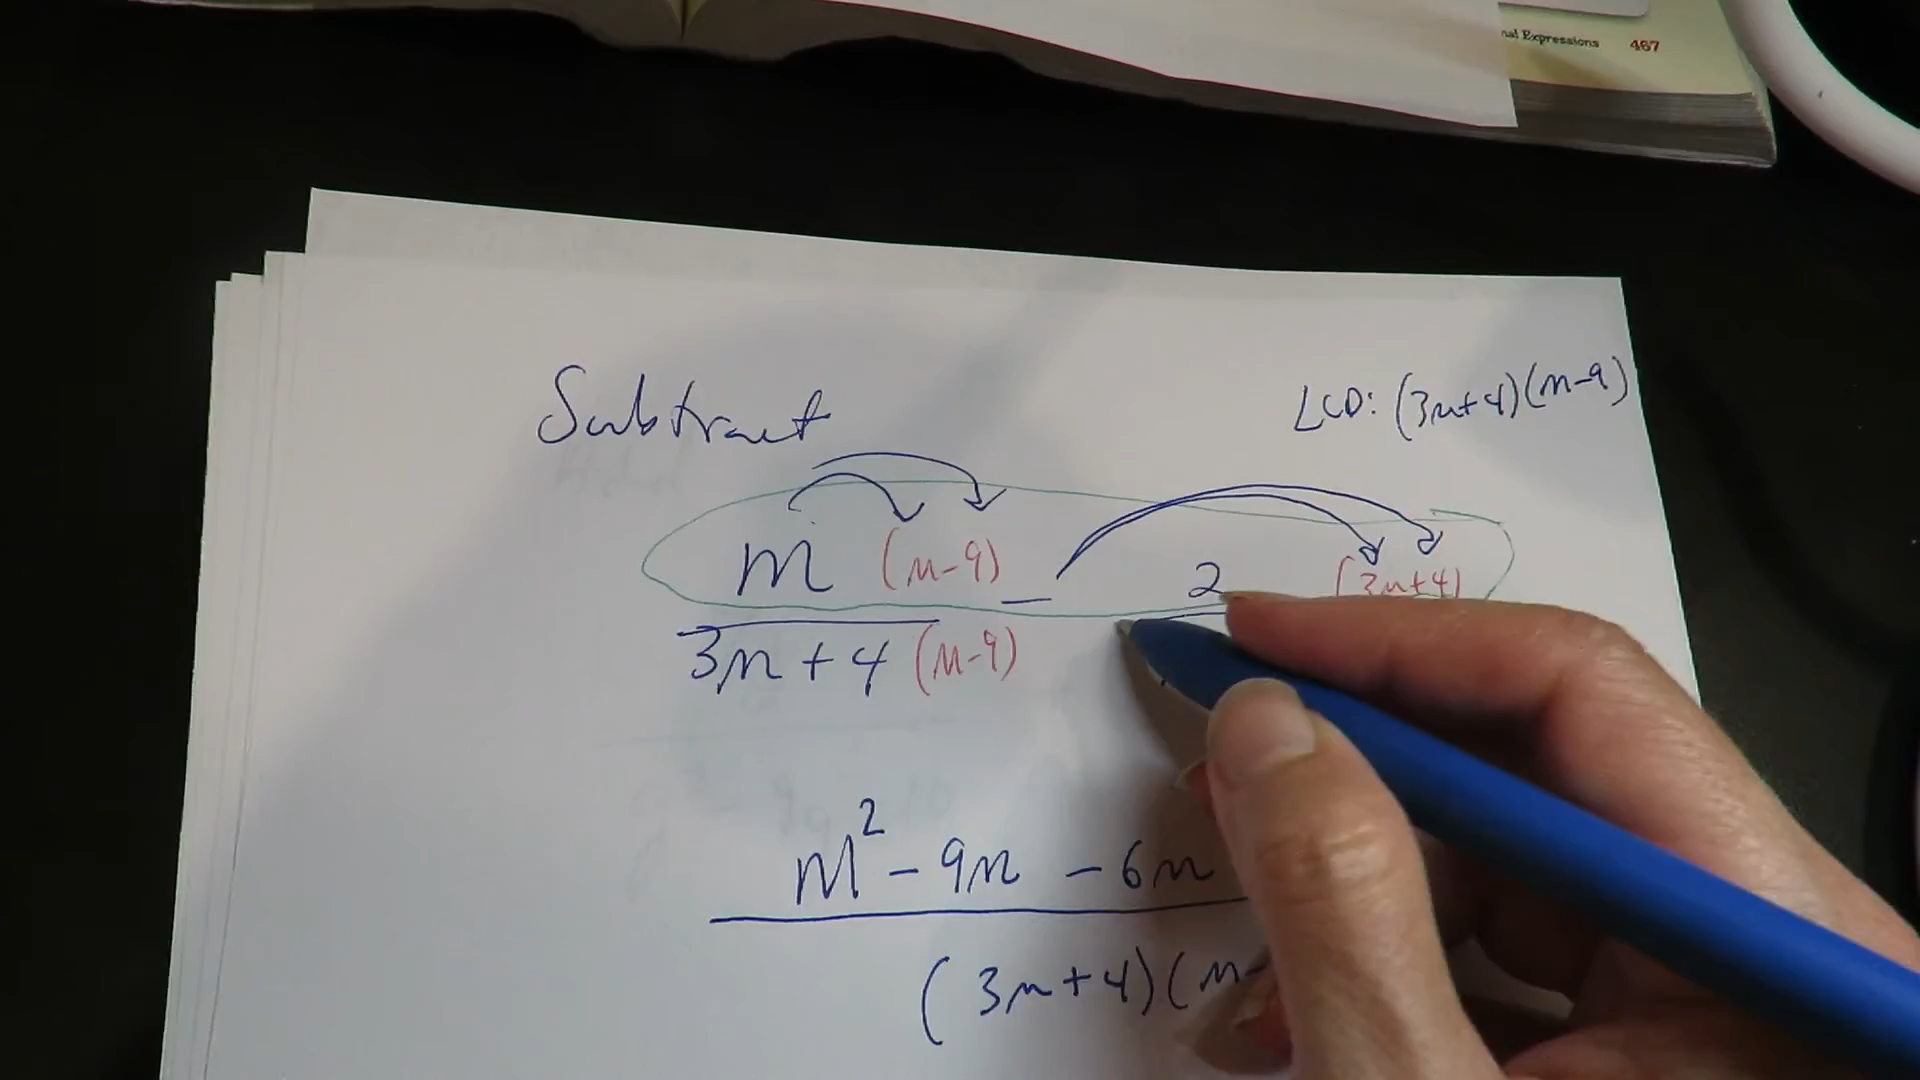 nal Expressions 467
Subtract
LCD: (3m+4)(m-9)
m (m-9) - 2 (3m+4)
3m+4 (m-9)
m² - 9m - 6m
(3m+4)(m-